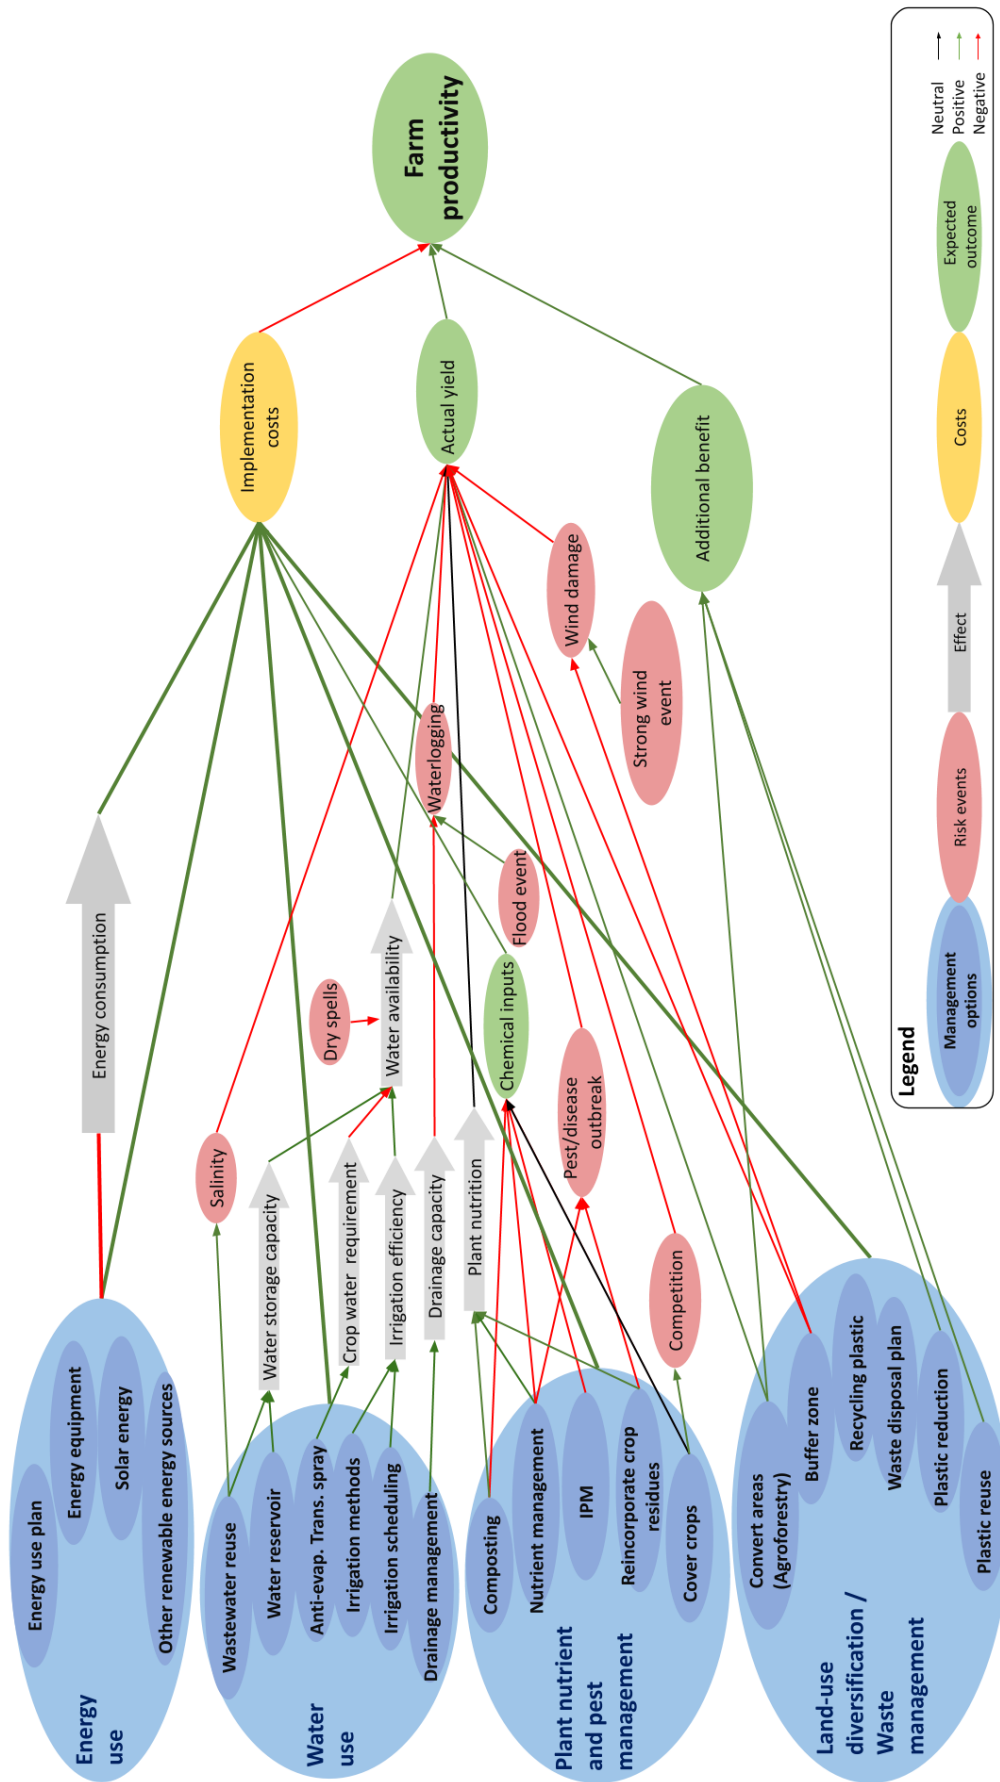 Energy
use
Energy use plan
Energy equipment
Solar energy
Other renewable energy sources
Energy consumption
Water
use
Wastewater reuse
Water reservoir
Anti-evap. Trans. spray
Irrigation methods
Irrigation scheduling
Drainage management
Salinity
Water storage capacity
Crop water requirement
Irrigation efficiency
Drainage capacity
Dry spells
Water availability
Waterlogging
Flood event
Plant nutrient
and pest
management
Composting
Nutrient management
IPM
Reincorporate crop
residues
Cover crops
Plant nutrition
Chemical inputs
Pest/disease
outbreak
Competition
Land-use
diversification /
Waste
management
Convert areas
(Agroforestry)
Buffer zone
Recycling plastic
Waste disposal plan
Plastic reduction
Plastic reuse
Strong wind
event
Wind damage
Implementation
costs
Actual yield
Additional benefit
Farm
productivity
Legend
Management
options
Risk events
Effect
Costs
Expected
outcome
Neutral
Positive
Negative